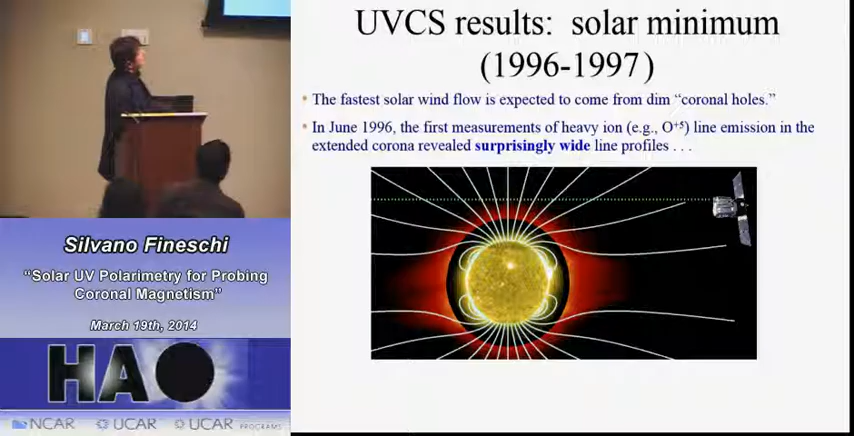 UVCS results: solar minimum
(1996-1997)
• The fastest solar wind flow is expected to come from dim “coronal holes.”
• In June 1996, the first measurements of heavy ion (e.g., O+5) line emission in the
extended corona revealed surprisingly wide line profiles . . .
Silvano Fineschi
“Solar UV Polarimetry for Probing
Coronal Magnetism”
March 19th, 2014
HAO
NCAR UCAR UCAR PROGRAMS